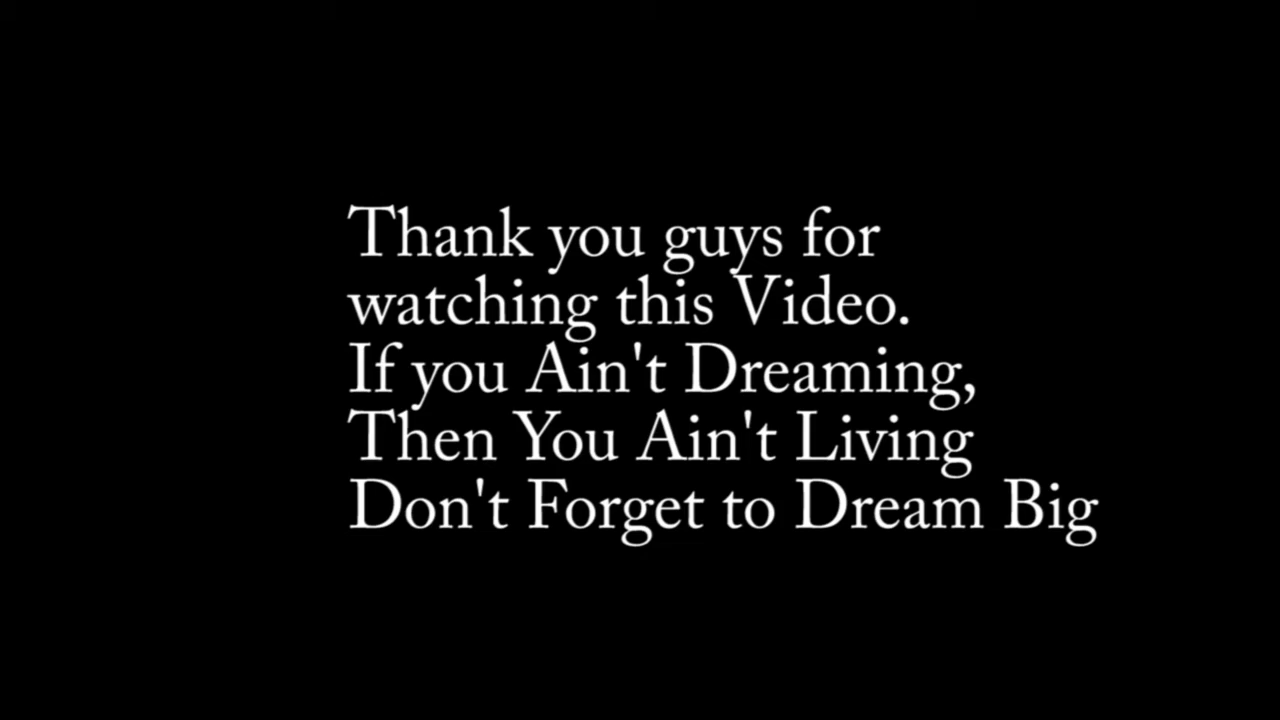 Thank you guys for
watching this Video.
If you Ain't Dreaming,
Then You Ain't Living
Don't Forget to Dream Big